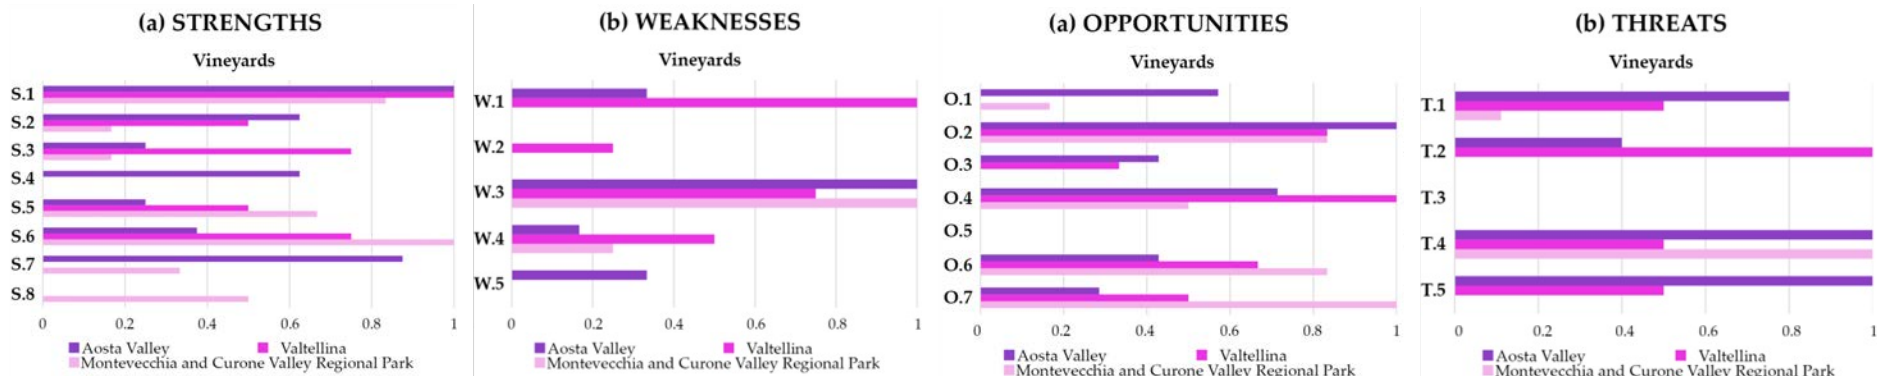 (a) STRENGTHS
Vineyards
S.1
S.2
S.3
S.4
S.5
S.6
S.7
S.8
0 0.2 0.4 0.6 0.8 1
Aosta Valley Valtellina
Montevecchia and Curone Valley Regional Park
(b) WEAKNESSES
Vineyards
W.1
W.2
W.3
W.4
W.5
0 0.2 0.4 0.6 0.8 1
Aosta Valley Valtellina
Montevecchia and Curone Valley Regional Park
(a) OPPORTUNITIES
Vineyards
O.1
O.2
O.3
O.4
O.5
O.6
O.7
0 0.2 0.4 0.6 0.8 1
Aosta Valley Valtellina
Montevecchia and Curone Valley Regional Park
(b) THREATS
Vineyards
T.1
T.2
T.3
T.4
T.5
0 0.2 0.4 0.6 0.8 1
Aosta Valley Valtellina
Montevecchia and Curone Valley Regional Park